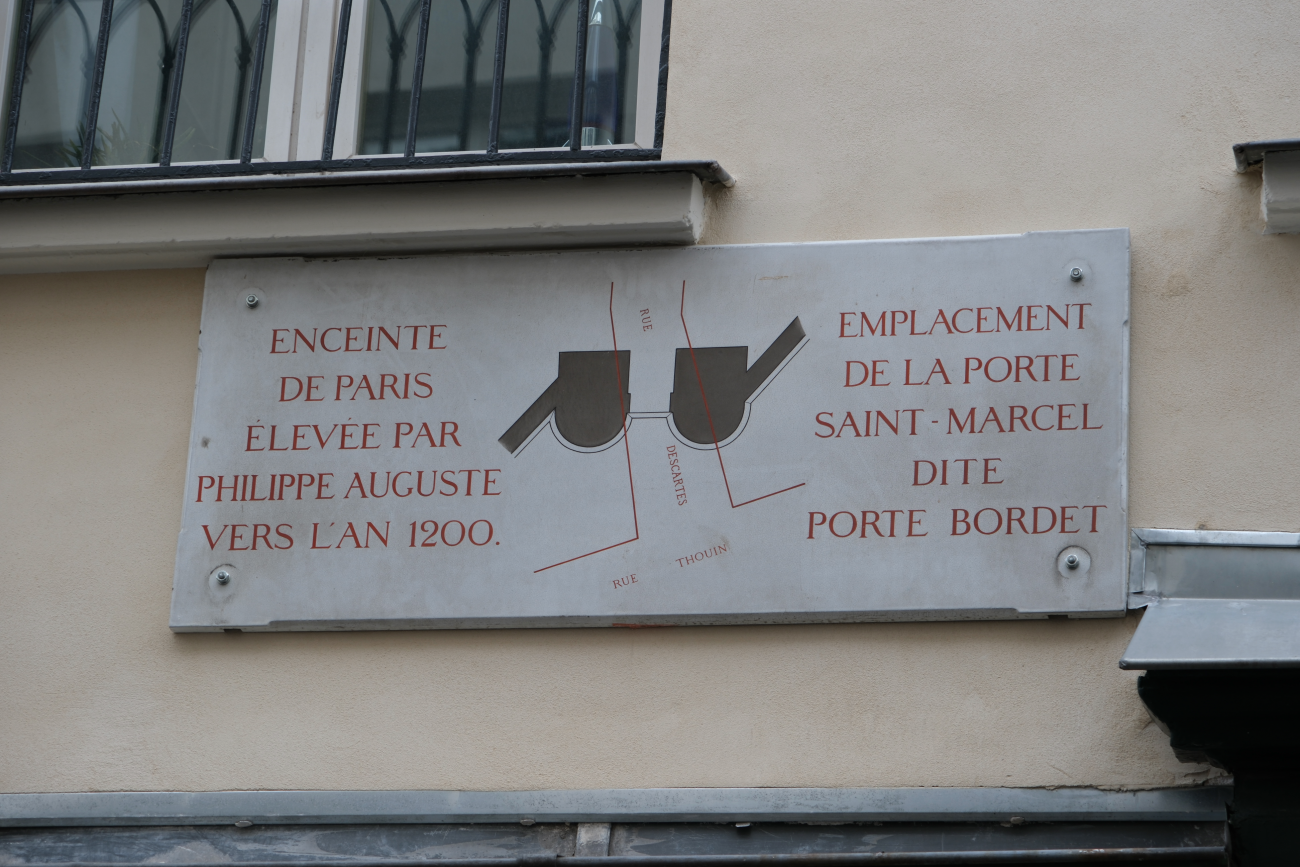 ENCEINTE
DE PARIS
ÉLEVÉE PAR
PHILIPPE AUGUSTE
VERS L'AN 1200.
RUE
DESCARTES
RUE THOUIN
EMPLACEMENT
DE LA PORTE
SAINT-MARCEL
DITE
PORTE BORDET